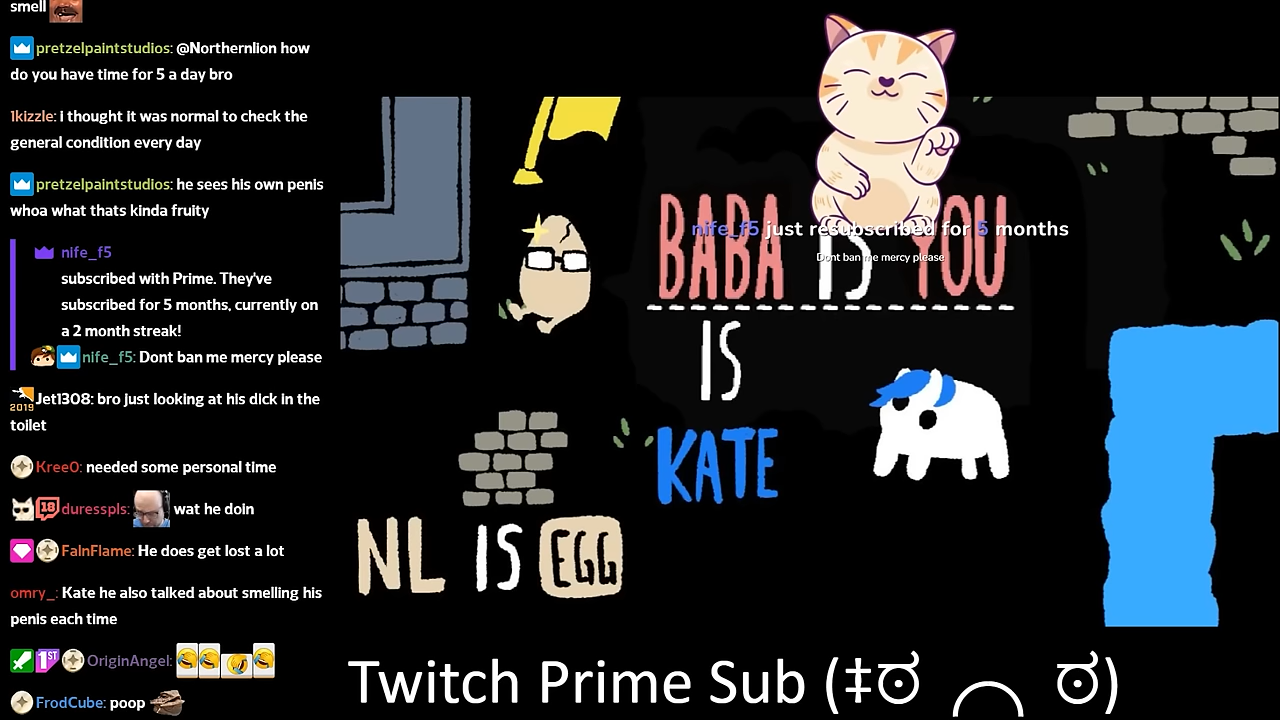 smell
pretzelpaintstudios: @Northernlion how
do you have time for 5 a day bro
1kizzle: i thought it was normal to check the
general condition every day
pretzelpaintstudios: he sees his own penis
whoa what thats kinda fruity
nife_f5
subscribed with Prime. They've
subscribed for 5 months, currently on
a 2 month streak!
nife_f5: Dont ban me mercy please
2019 Jet1308: bro just looking at his dick in the
toilet
Kree0: needed some personal time
18 duresspls: wat he doin
FalnFlame: He does get lost a lot
omry_: Kate he also talked about smelling his
penis each time
1ST OriginAngel:
FrodCube: poop
BABA IS YOU
nife_f5 just resubscribed for 5 months
Dont ban me mercy please
IS
KATE
NL IS EGG
Twitch Prime Sub (‡ಠ ⁀ ಠ)